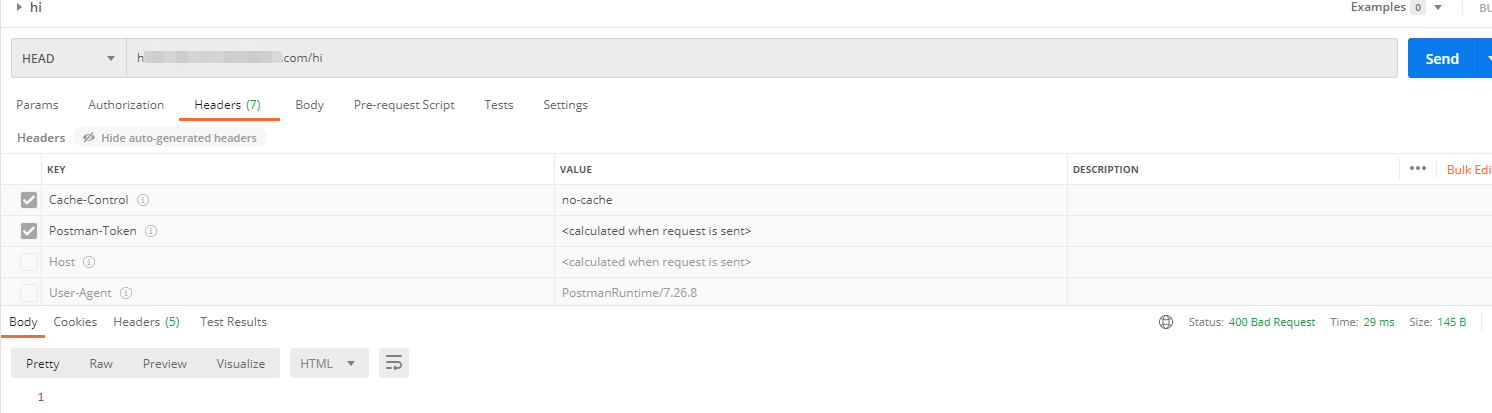 hi
Examples 0 BU
HEAD h .com/hi Send
Params Authorization Headers (7) Body Pre-request Script Tests Settings
Headers Hide auto-generated headers
KEY VALUE DESCRIPTION Bulk Edi
Cache-Control no-cache
Postman-Token <calculated when request is sent>
Host <calculated when request is sent>
User-Agent PostmanRuntime/7.26.8
Body Cookies Headers (5) Test Results Status: 400 Bad Request Time: 29 ms Size: 145 B
Pretty Raw Preview Visualize HTML
1